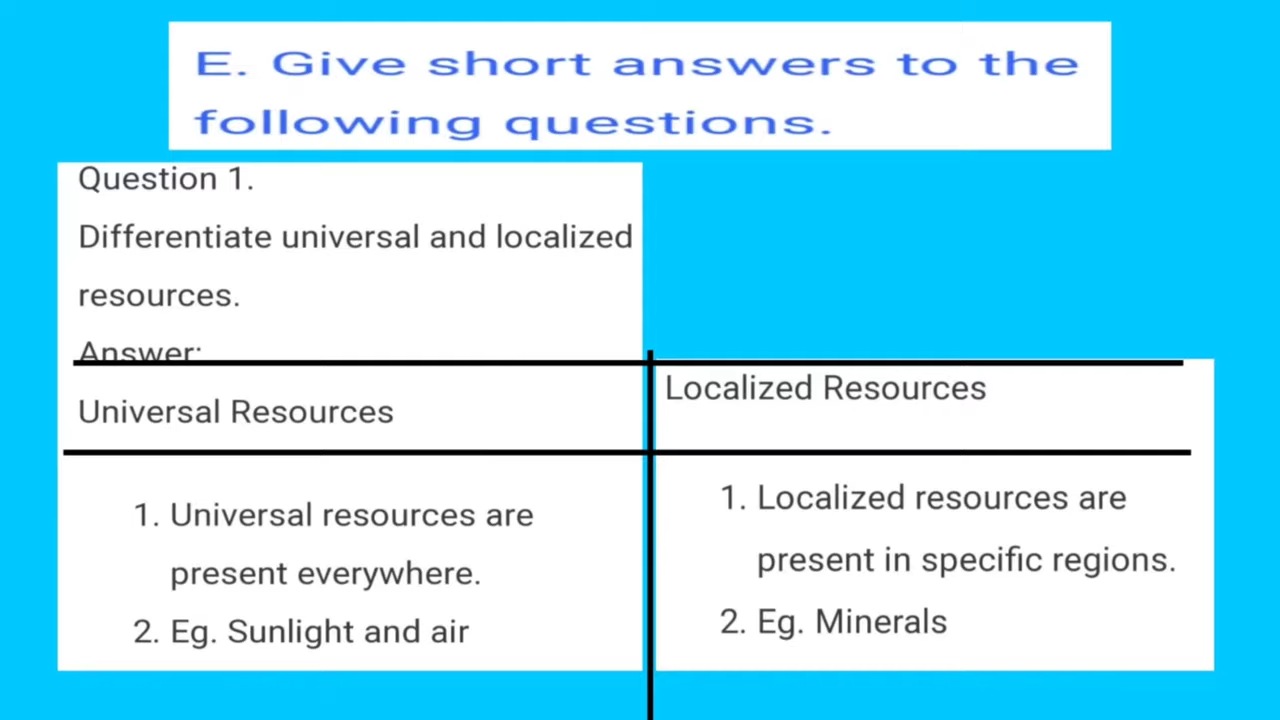 E. Give short answers to the
following questions.
Question 1.
Differentiate universal and localized
resources.
Answer:
Universal Resources
1. Universal resources are
present everywhere.
2. Eg. Sunlight and air
Localized Resources
1. Localized resources are
present in specific regions.
2. Eg. Minerals